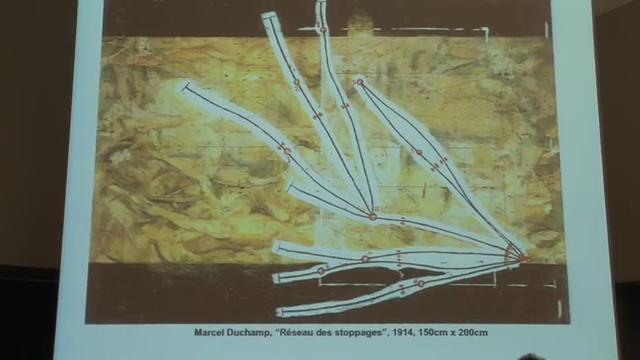 Marcel Duchamp, "Réseau des stoppages", 1914, 150cm x 200cm